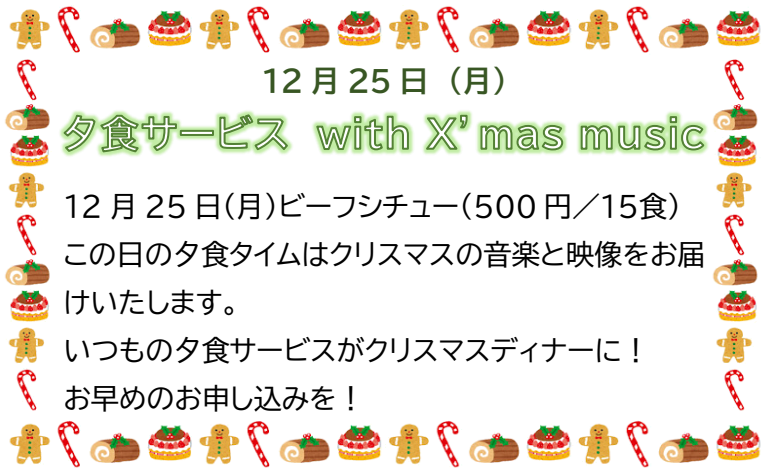 12月25日（月）
夕食サービス　with X’mas music
12月25日(月)ビーフシチュー(500円／15食)
この日の夕食タイムはクリスマスの音楽と映像をお届
けいたします。
いつもの夕食サービスがクリスマスディナーに！
お早めのお申し込みを！